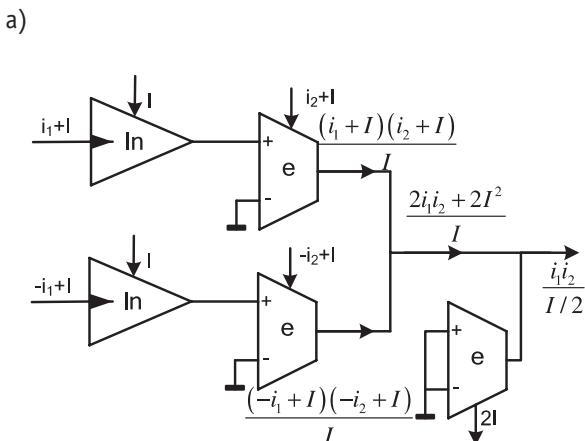 a)
I
i₂+I
i₁+I
ln
+
-
e
(i₁ + I)(i₂ + I)
I
2i₁i₂ + 2I²
I
I
-i₂+I
-i₁+I
ln
+
-
e
i₁i₂
I / 2
+
-
e
(-i₁ + I)(-i₂ + I)
I
2I